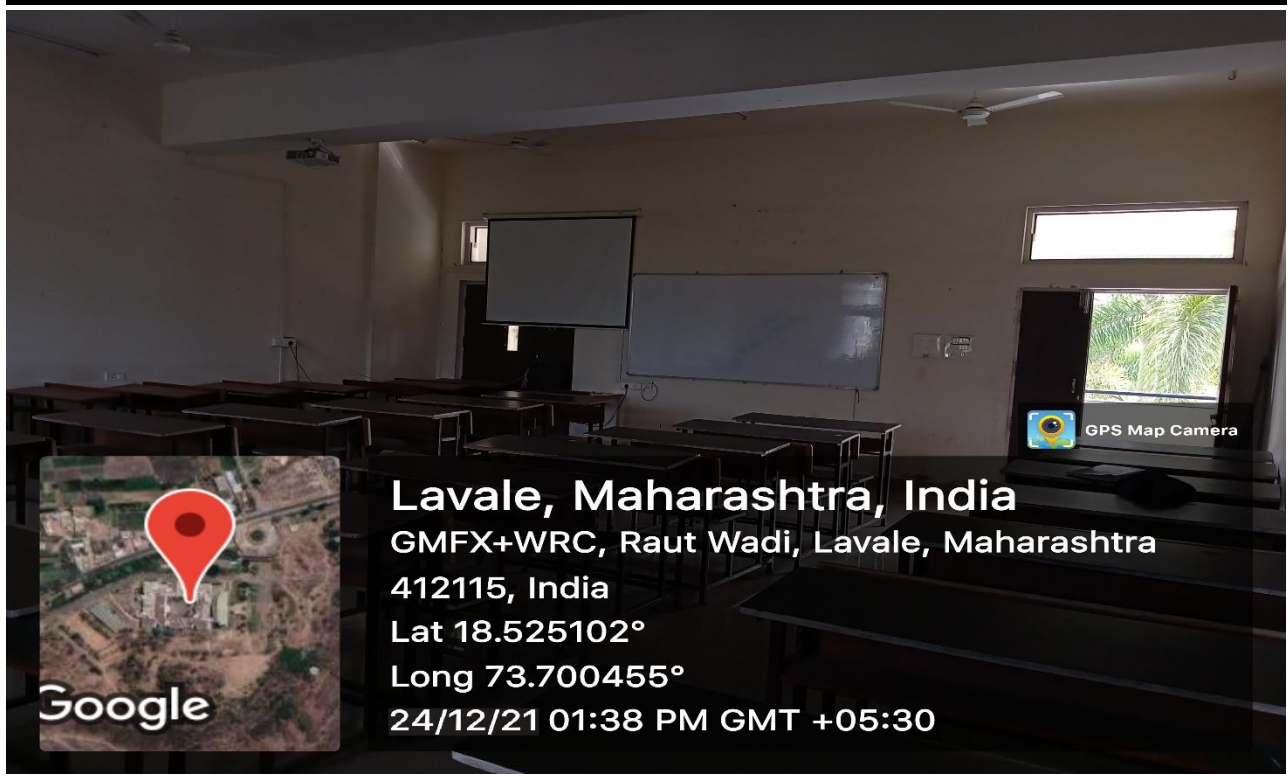 GPS Map Camera
Lavale, Maharashtra, India
GMFX+WRC, Raut Wadi, Lavale, Maharashtra
412115, India
Lat 18.525102°
Long 73.700455°
24/12/21 01:38 PM GMT +05:30
Google